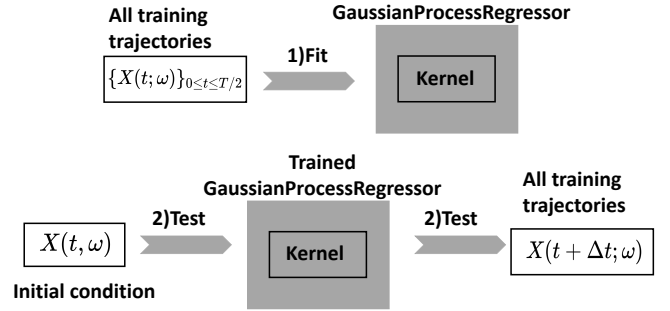 All training
trajectories
GaussianProcessRegressor
1)Fit
{X(t;ω)}₀≤t≤T/2
Kernel
Trained
GaussianProcessRegressor
All training
trajectories
2)Test
2)Test
X(t,ω)
Kernel
X(t + Δt;ω)
Initial condition